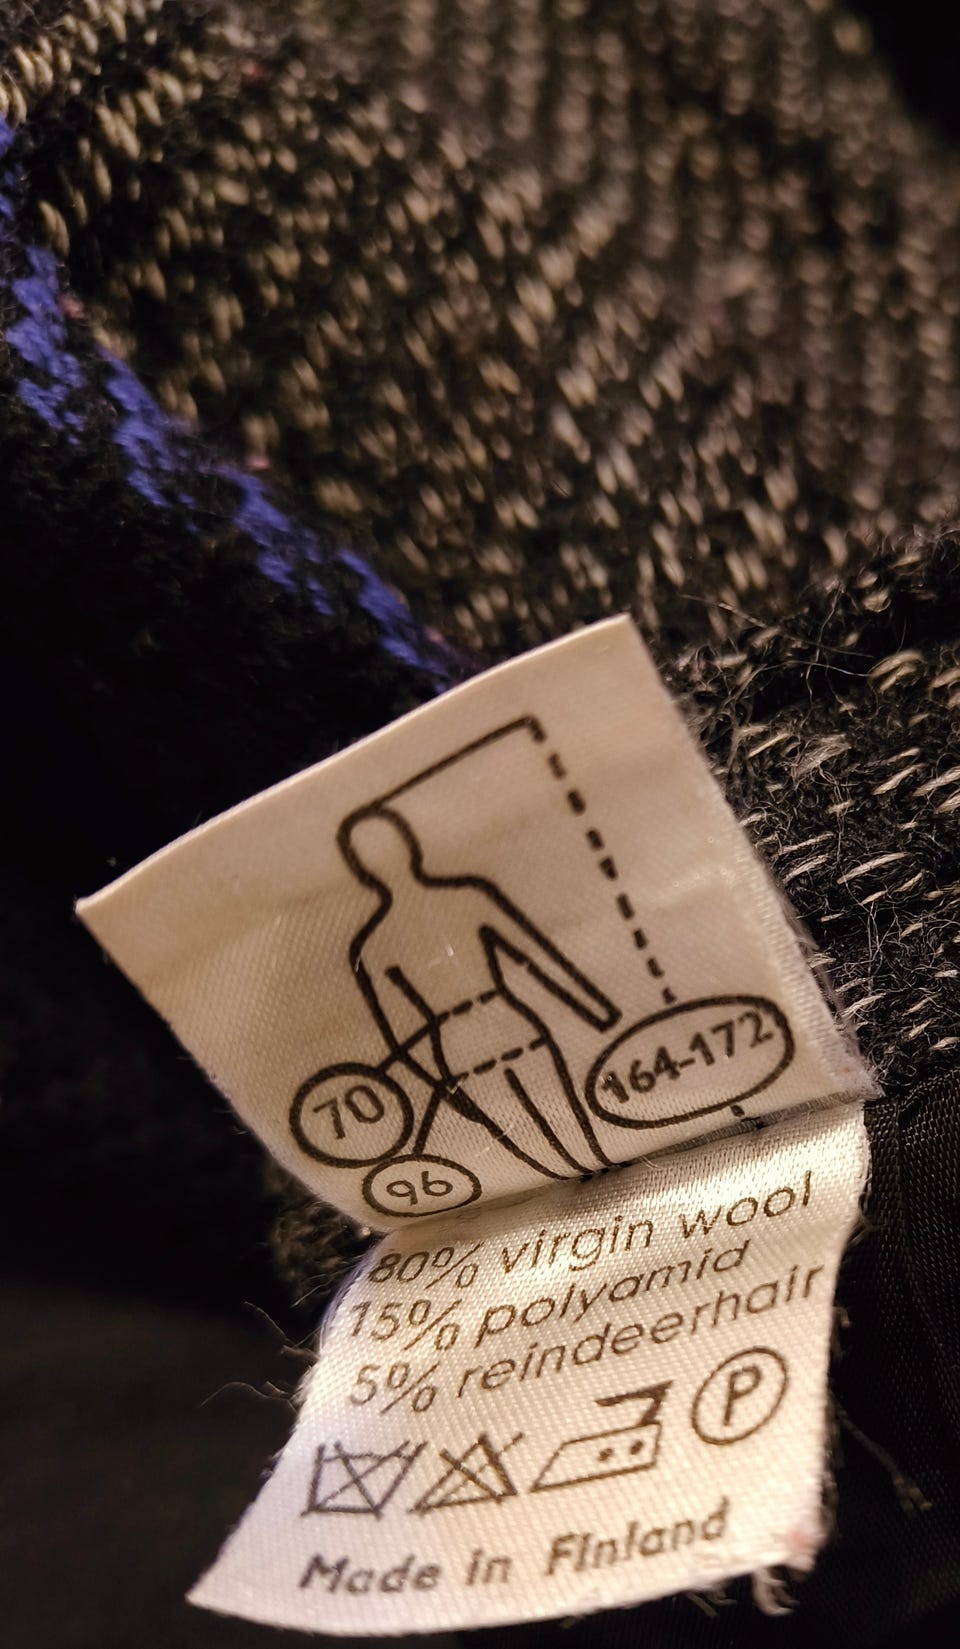 164-172
70
96
80% virgin wool
15% polyamid
5% reindeerhair
P
Made in Finland